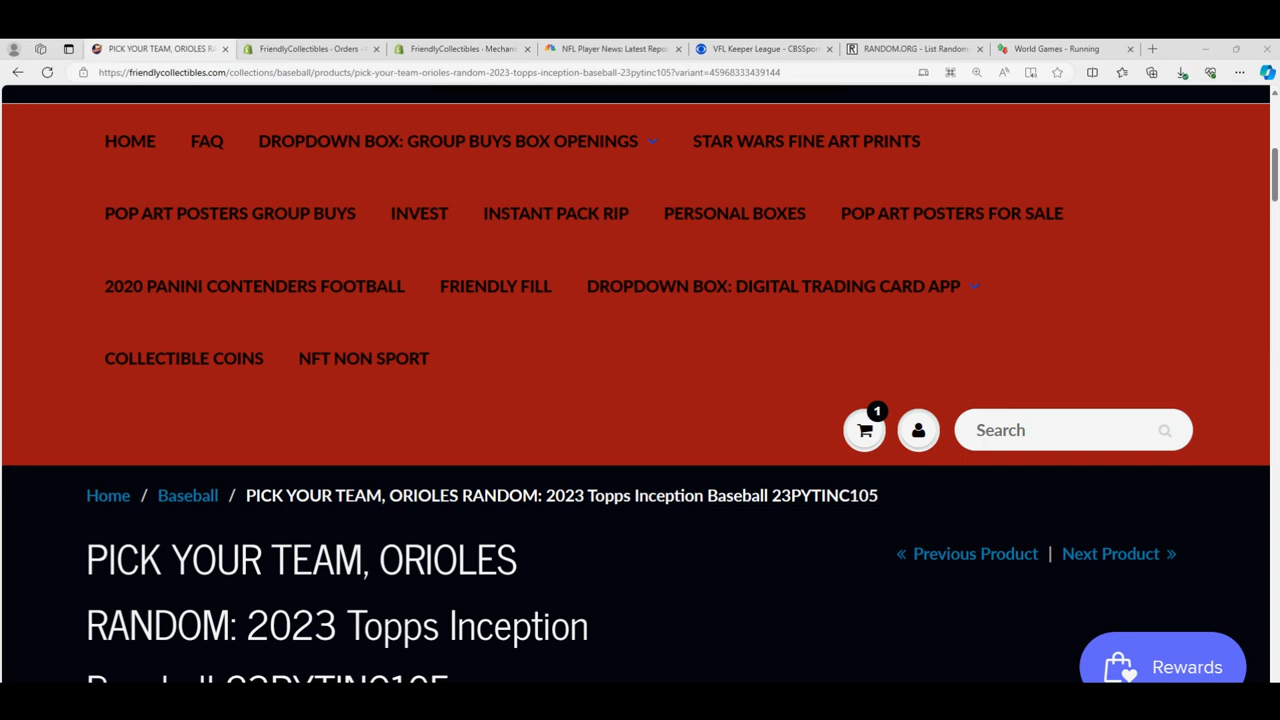 PICK YOUR TEAM, ORIOLES RA
FriendlyCollectibles · Orders ·
FriendlyCollectibles · Mechani
NFL Player News: Latest Repor
VFL Keeper League - CBSSport
RANDOM.ORG - List Random
World Games - Running
https://friendlycollectibles.com/collections/baseball/products/pick-your-team-orioles-random-2023-topps-inception-baseball-23pytinc105?variant=45968333439144
HOME FAQ DROPDOWN BOX: GROUP BUYS BOX OPENINGS STAR WARS FINE ART PRINTS
POP ART POSTERS GROUP BUYS INVEST INSTANT PACK RIP PERSONAL BOXES POP ART POSTERS FOR SALE
2020 PANINI CONTENDERS FOOTBALL FRIENDLY FILL DROPDOWN BOX: DIGITAL TRADING CARD APP
COLLECTIBLE COINS NFT NON SPORT
1
Search
Home / Baseball / PICK YOUR TEAM, ORIOLES RANDOM: 2023 Topps Inception Baseball 23PYTINC105
« Previous Product | Next Product »
PICK YOUR TEAM, ORIOLES
RANDOM: 2023 Topps Inception
Baseball 23PYTINC105
Rewards